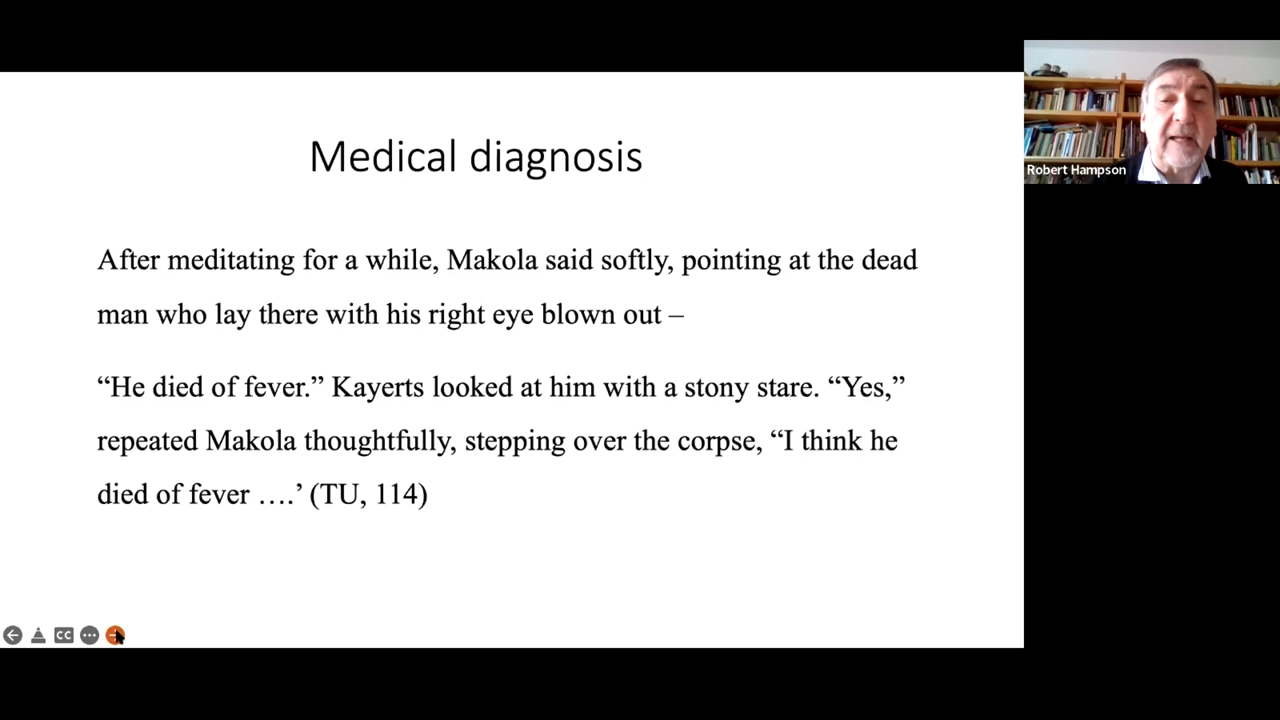 Medical diagnosis
After meditating for a while, Makola said softly, pointing at the dead
man who lay there with his right eye blown out –
“He died of fever.” Kayerts looked at him with a stony stare. “Yes,”
repeated Makola thoughtfully, stepping over the corpse, “I think he
died of fever ….’ (TU, 114)
Robert Hampson
CC